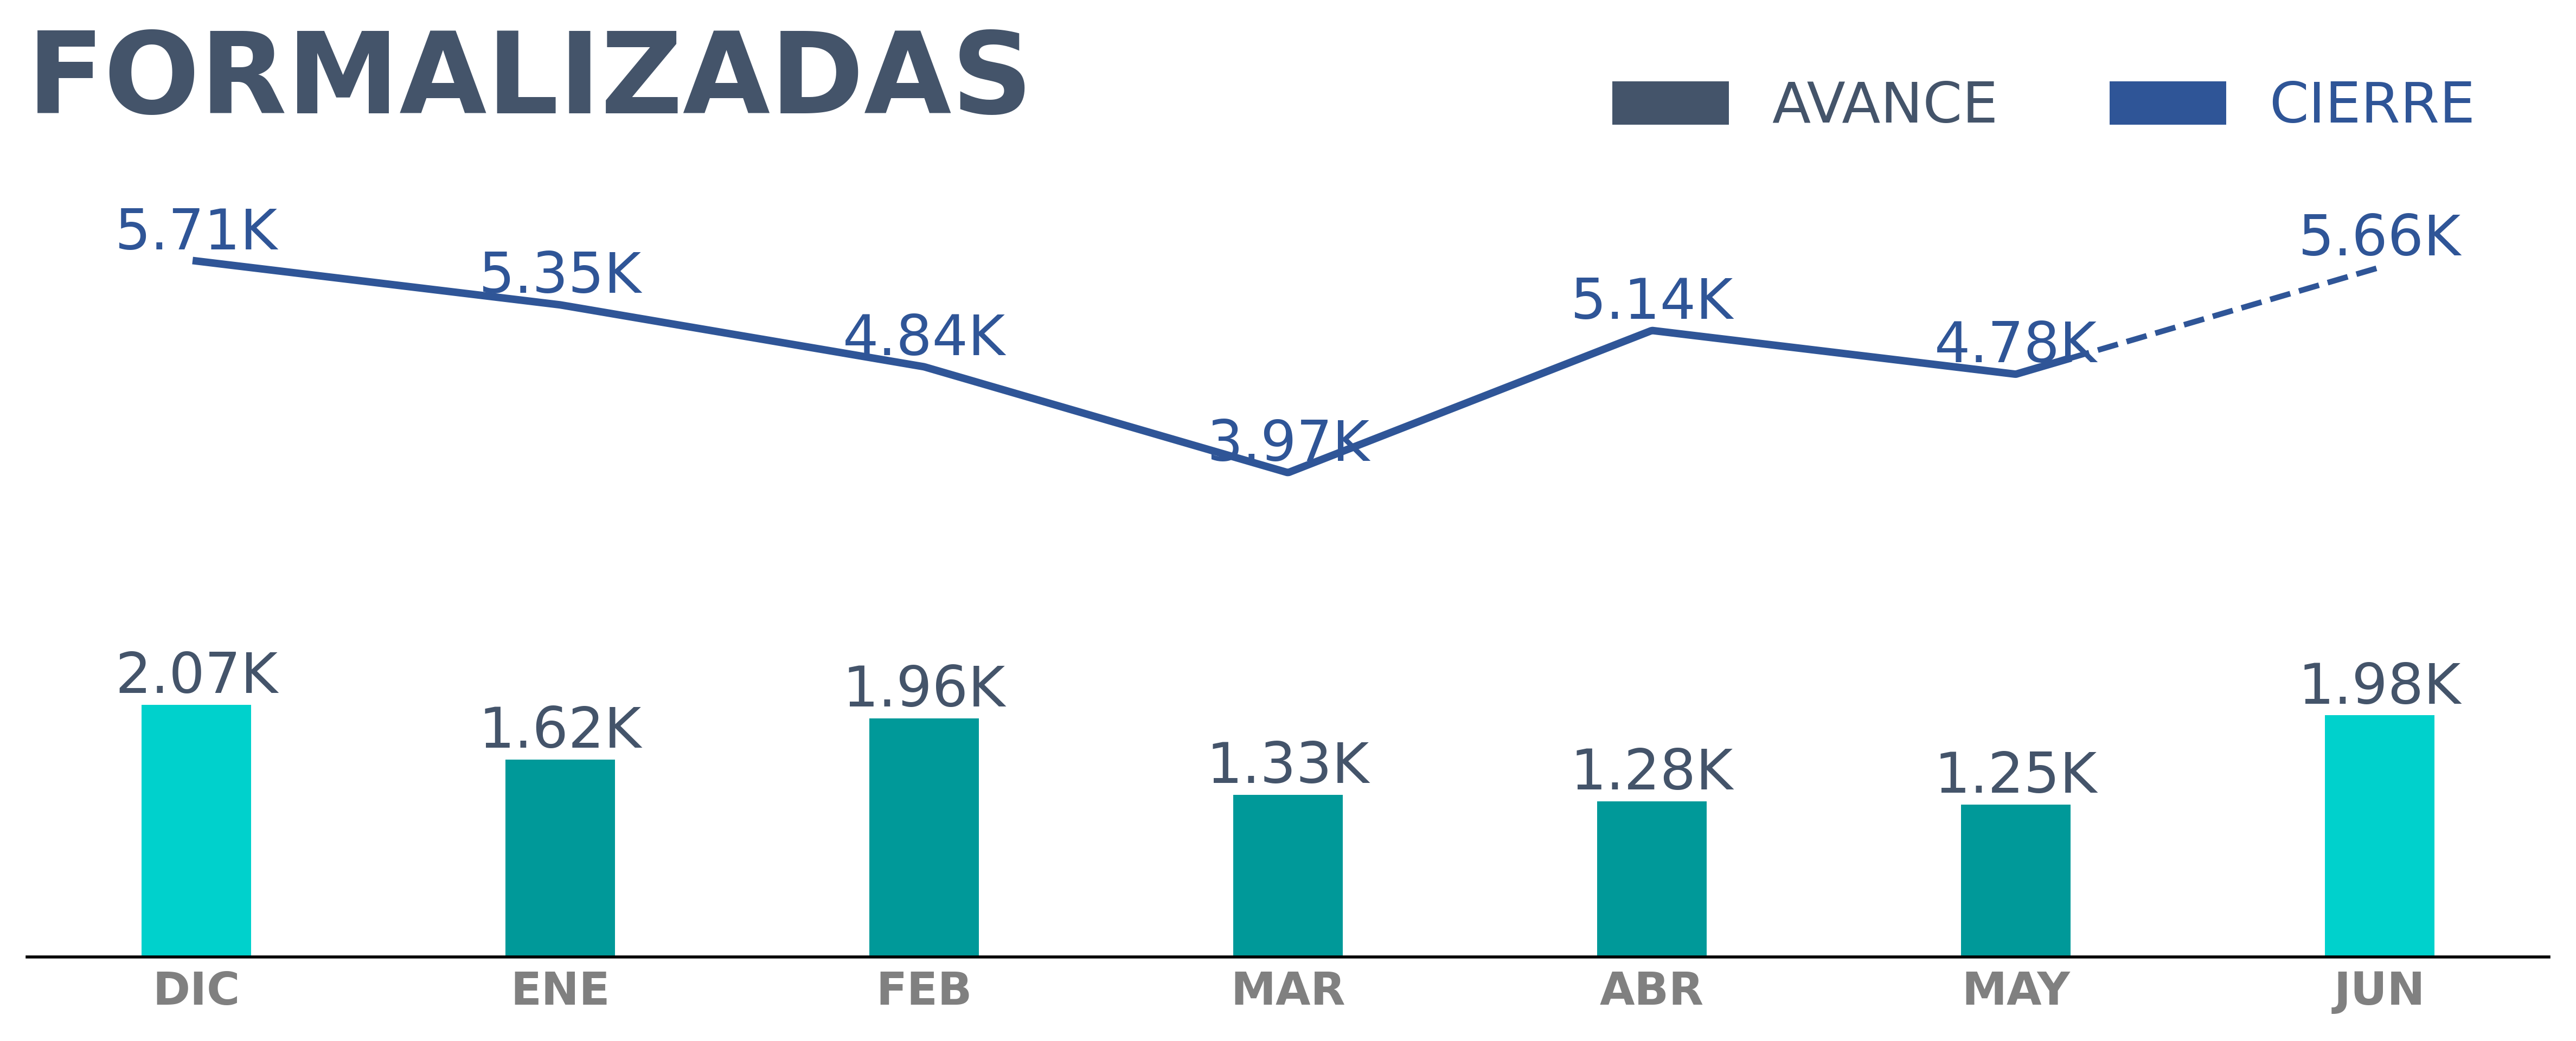 FORMALIZADAS
AVANCE CIERRE
5.71K 5.35K 4.84K 3.97K 5.14K 4.78K 5.66K
2.07K 1.62K 1.96K 1.33K 1.28K 1.25K 1.98K
DIC ENE FEB MAR ABR MAY JUN